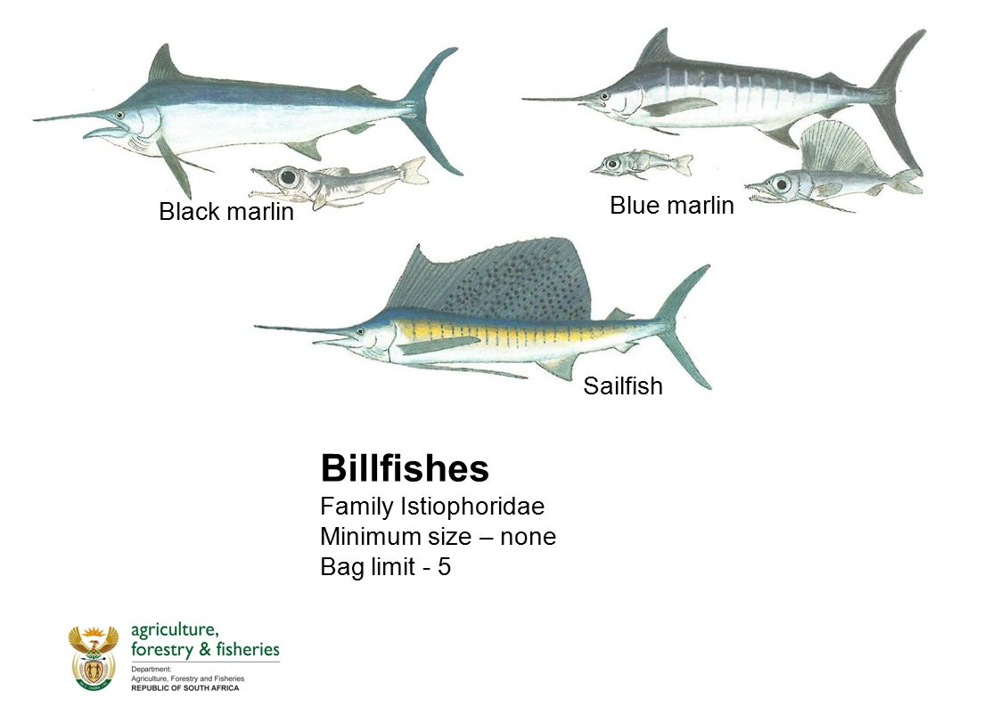 Black marlin
Blue marlin
Sailfish
Billfishes
Family Istiophoridae
Minimum size – none
Bag limit - 5
agriculture,
forestry & fisheries
Department:
Agriculture, Forestry and Fisheries
REPUBLIC OF SOUTH AFRICA